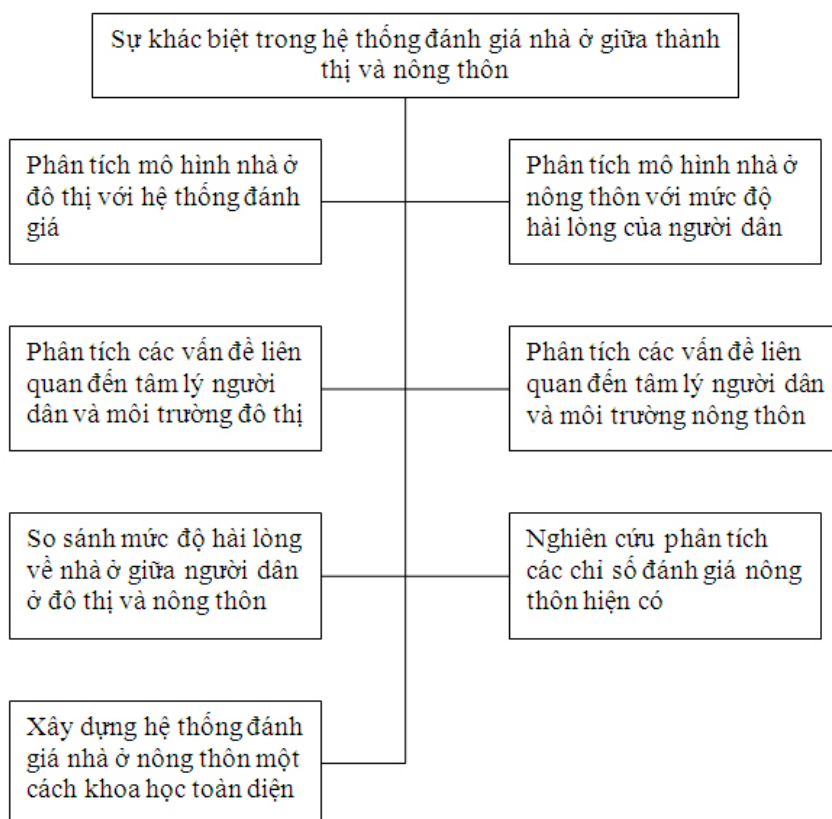 Sự khác biệt trong hệ thống đánh giá nhà ở giữa thành
thị và nông thôn
Phân tích mô hình nhà ở
đô thị với hệ thống đánh
giá
Phân tích mô hình nhà ở
nông thôn với mức độ
hài lòng của người dân
Phân tích các vấn đề liên
quan đến tâm lý người
dân và môi trường đô thị
Phân tích các vấn đề liên
quan đến tâm lý người dân
và môi trường nông thôn
So sánh mức độ hài lòng
về nhà ở giữa người dân
ở đô thị và nông thôn
Nghiên cứu phân tích
các chỉ số đánh giá nông
thôn hiện có
Xây dựng hệ thống đánh
giá nhà ở nông thôn một
cách khoa học toàn diện